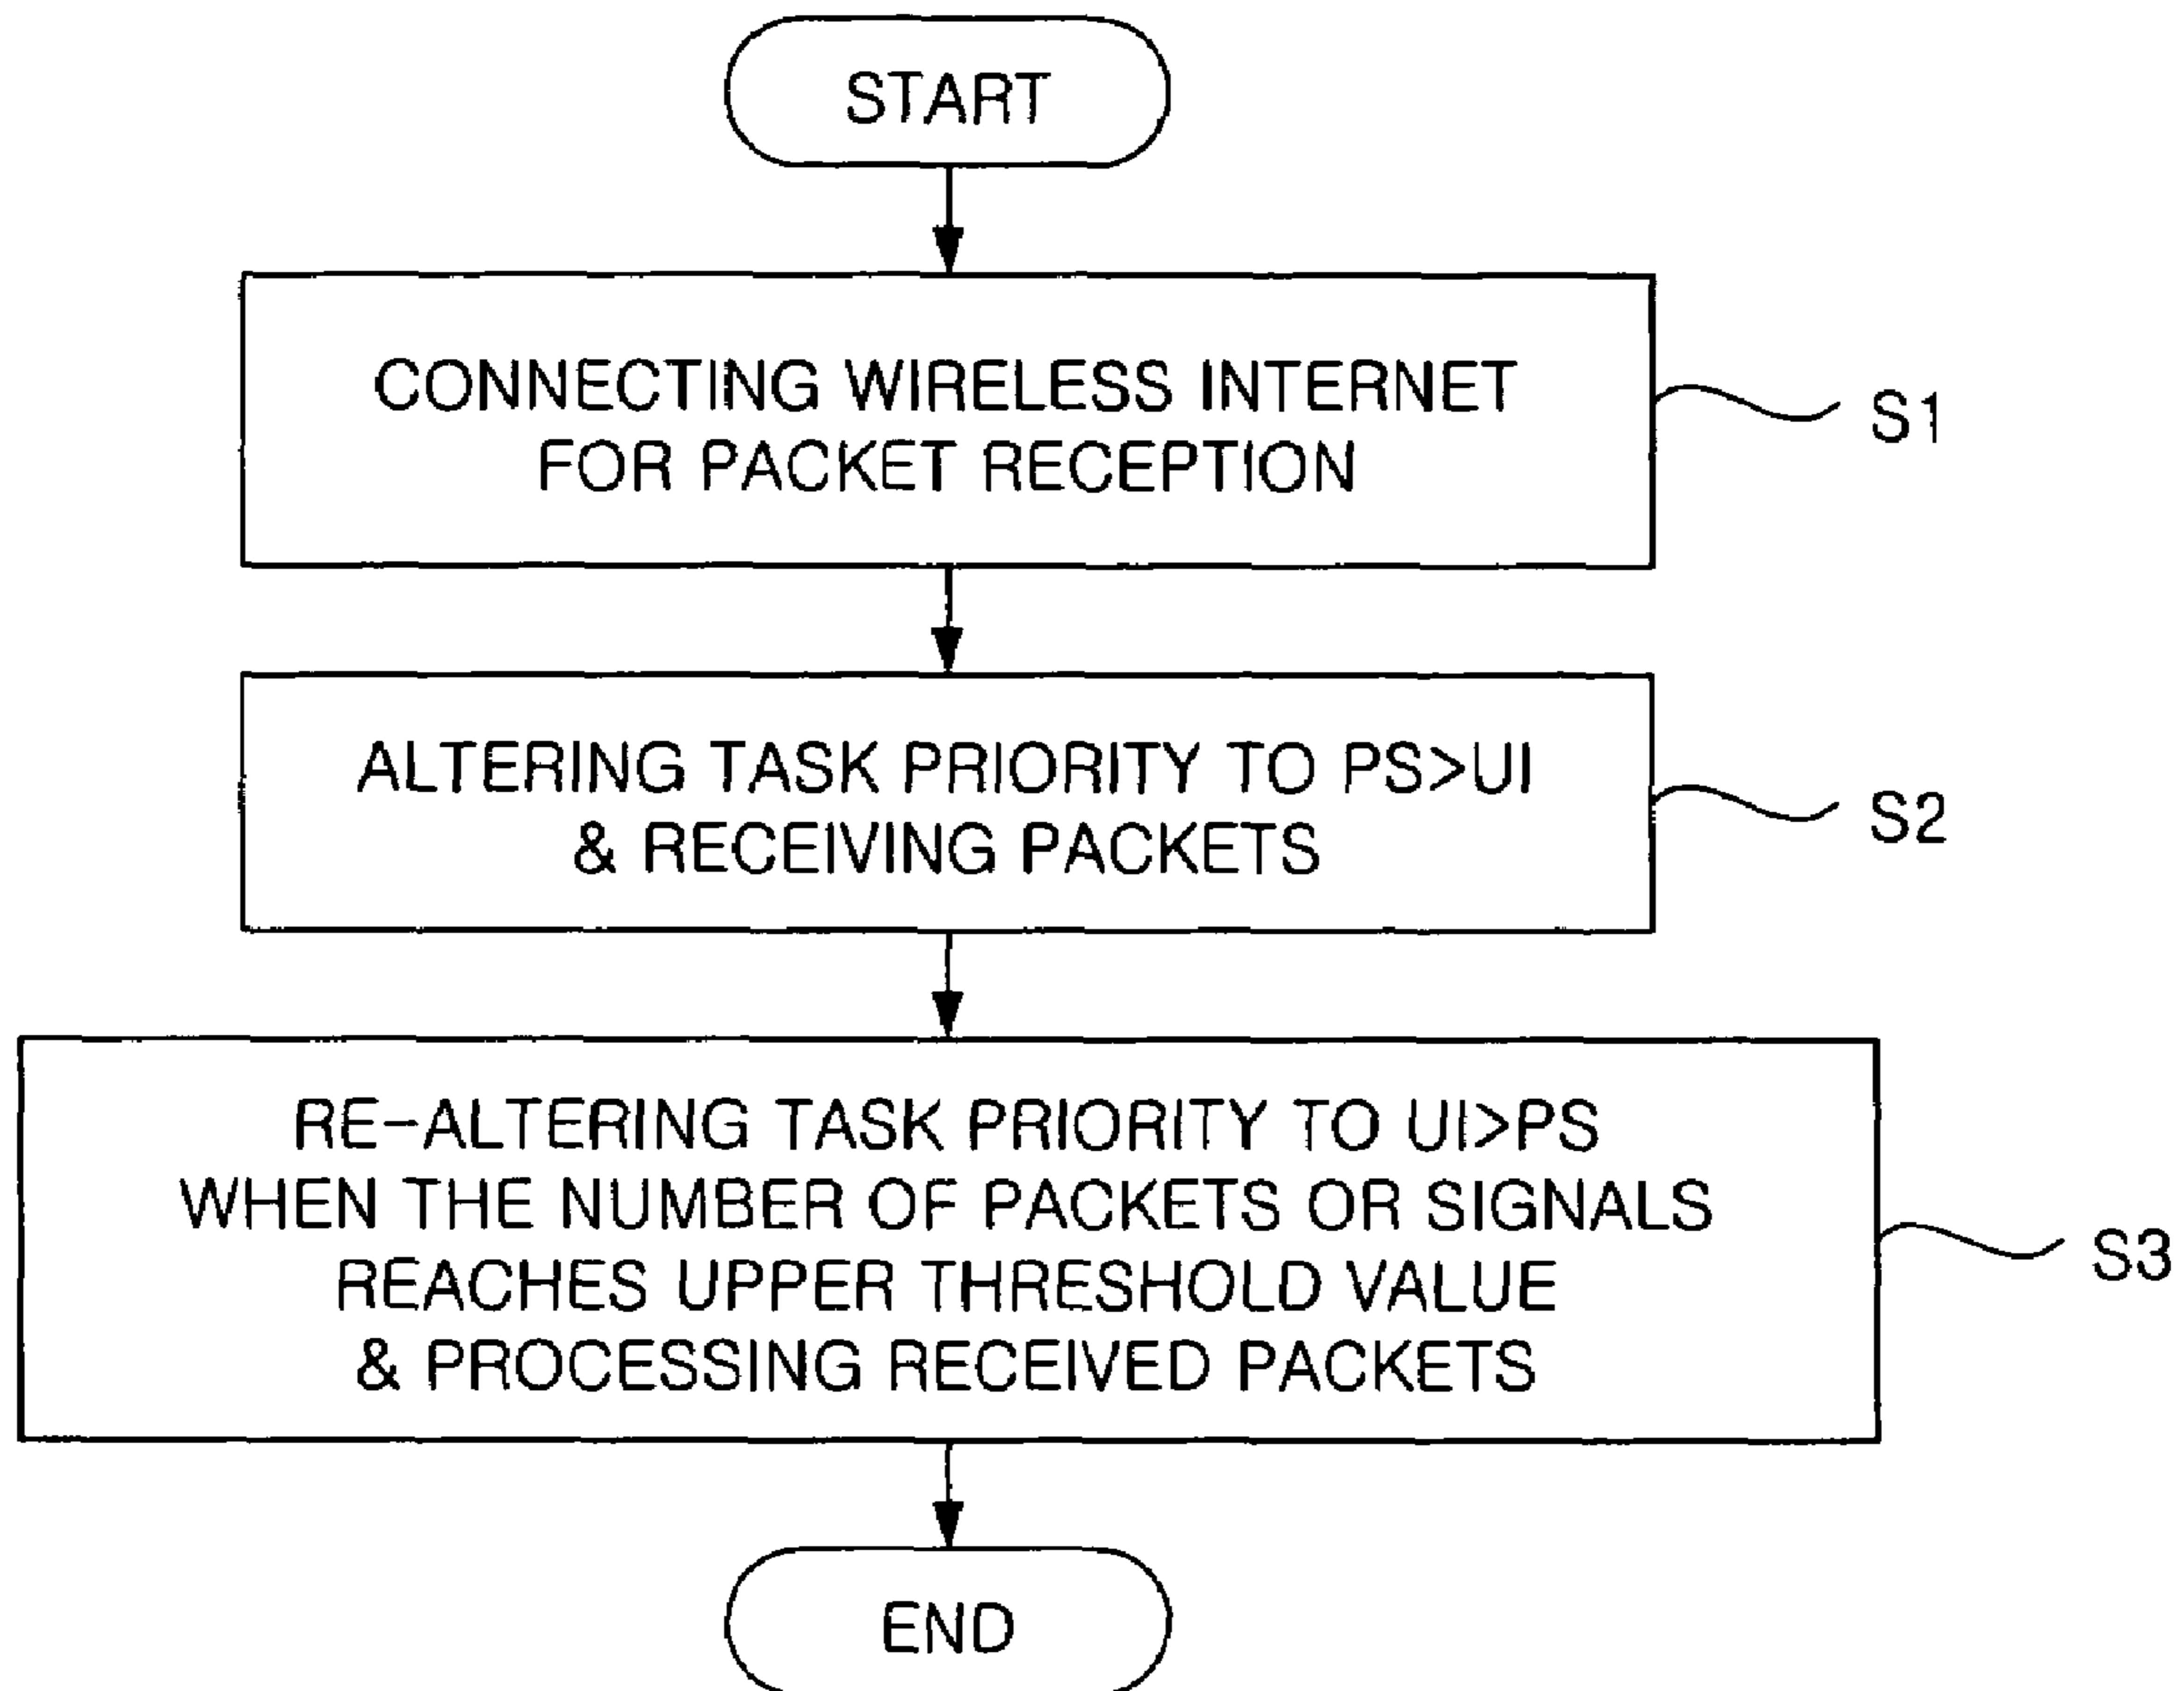 START
CONNECTING WIRELESS INTERNET
FOR PACKET RECEPTION
S1
ALTERING TASK PRIORITY TO PS>UI
& RECEIVING PACKETS
S2
RE-ALTERING TASK PRIORITY TO UI>PS
WHEN THE NUMBER OF PACKETS OR SIGNALS
REACHES UPPER THRESHOLD VALUE
& PROCESSING RECEIVED PACKETS
S3
END